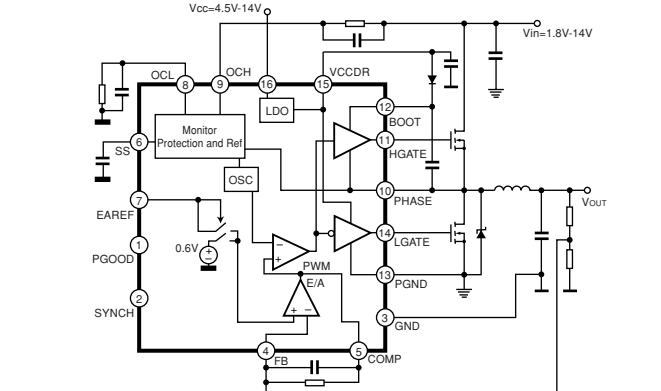 Vcc=4.5V-14V
Vin=1.8V-14V
OCL
OCH
VCCDR
8
9
16
15
LDO
12
BOOT
Monitor
Protection and Ref
11
HGATE
6
SS
OSC
7
EAREF
10
PHASE
VOUT
14
LGATE
0.6V
+
−
−
+
PWM
1
PGOOD
13
PGND
E/A
+ −
2
SYNCH
3
GND
4
FB
5
COMP